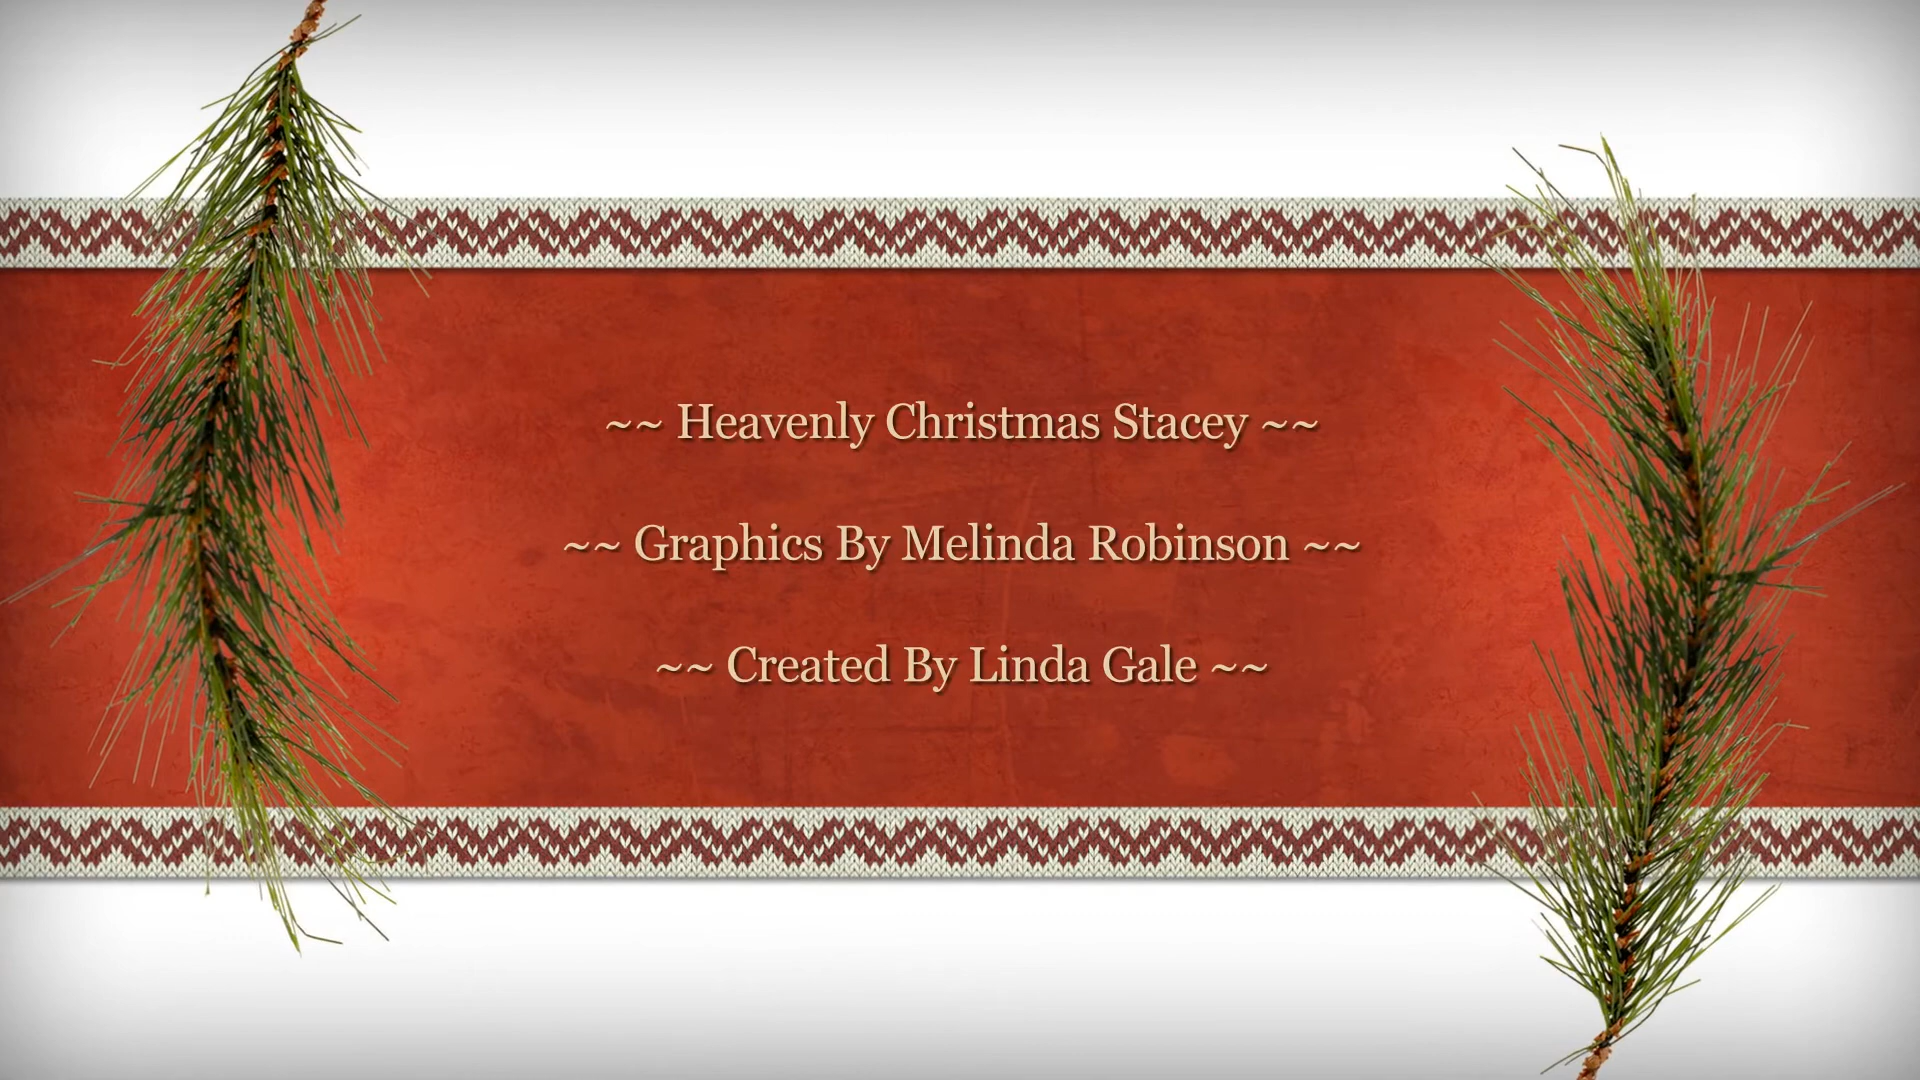 ~~ Heavenly Christmas Stacey ~~
~~ Graphics By Melinda Robinson ~~
~~ Created By Linda Gale ~~